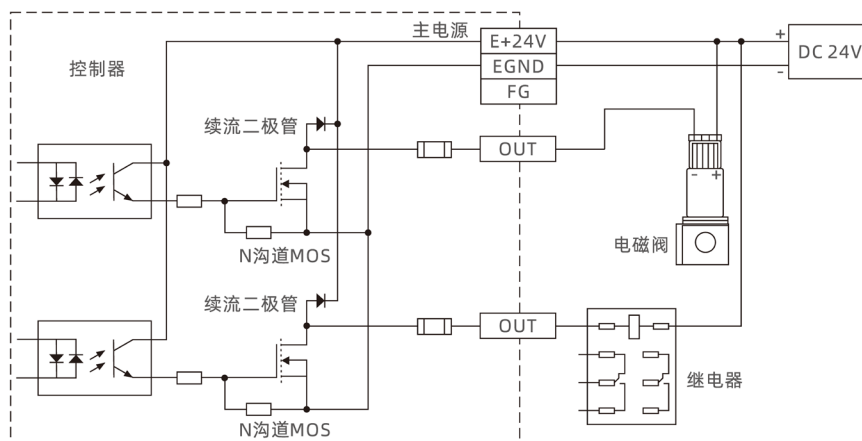 主电源
E+24V
+
DC 24V
EGND
-
FG
控制器
续流二极管
OUT
- +
电磁阀
N沟道MOS
续流二极管
OUT
继电器
N沟道MOS